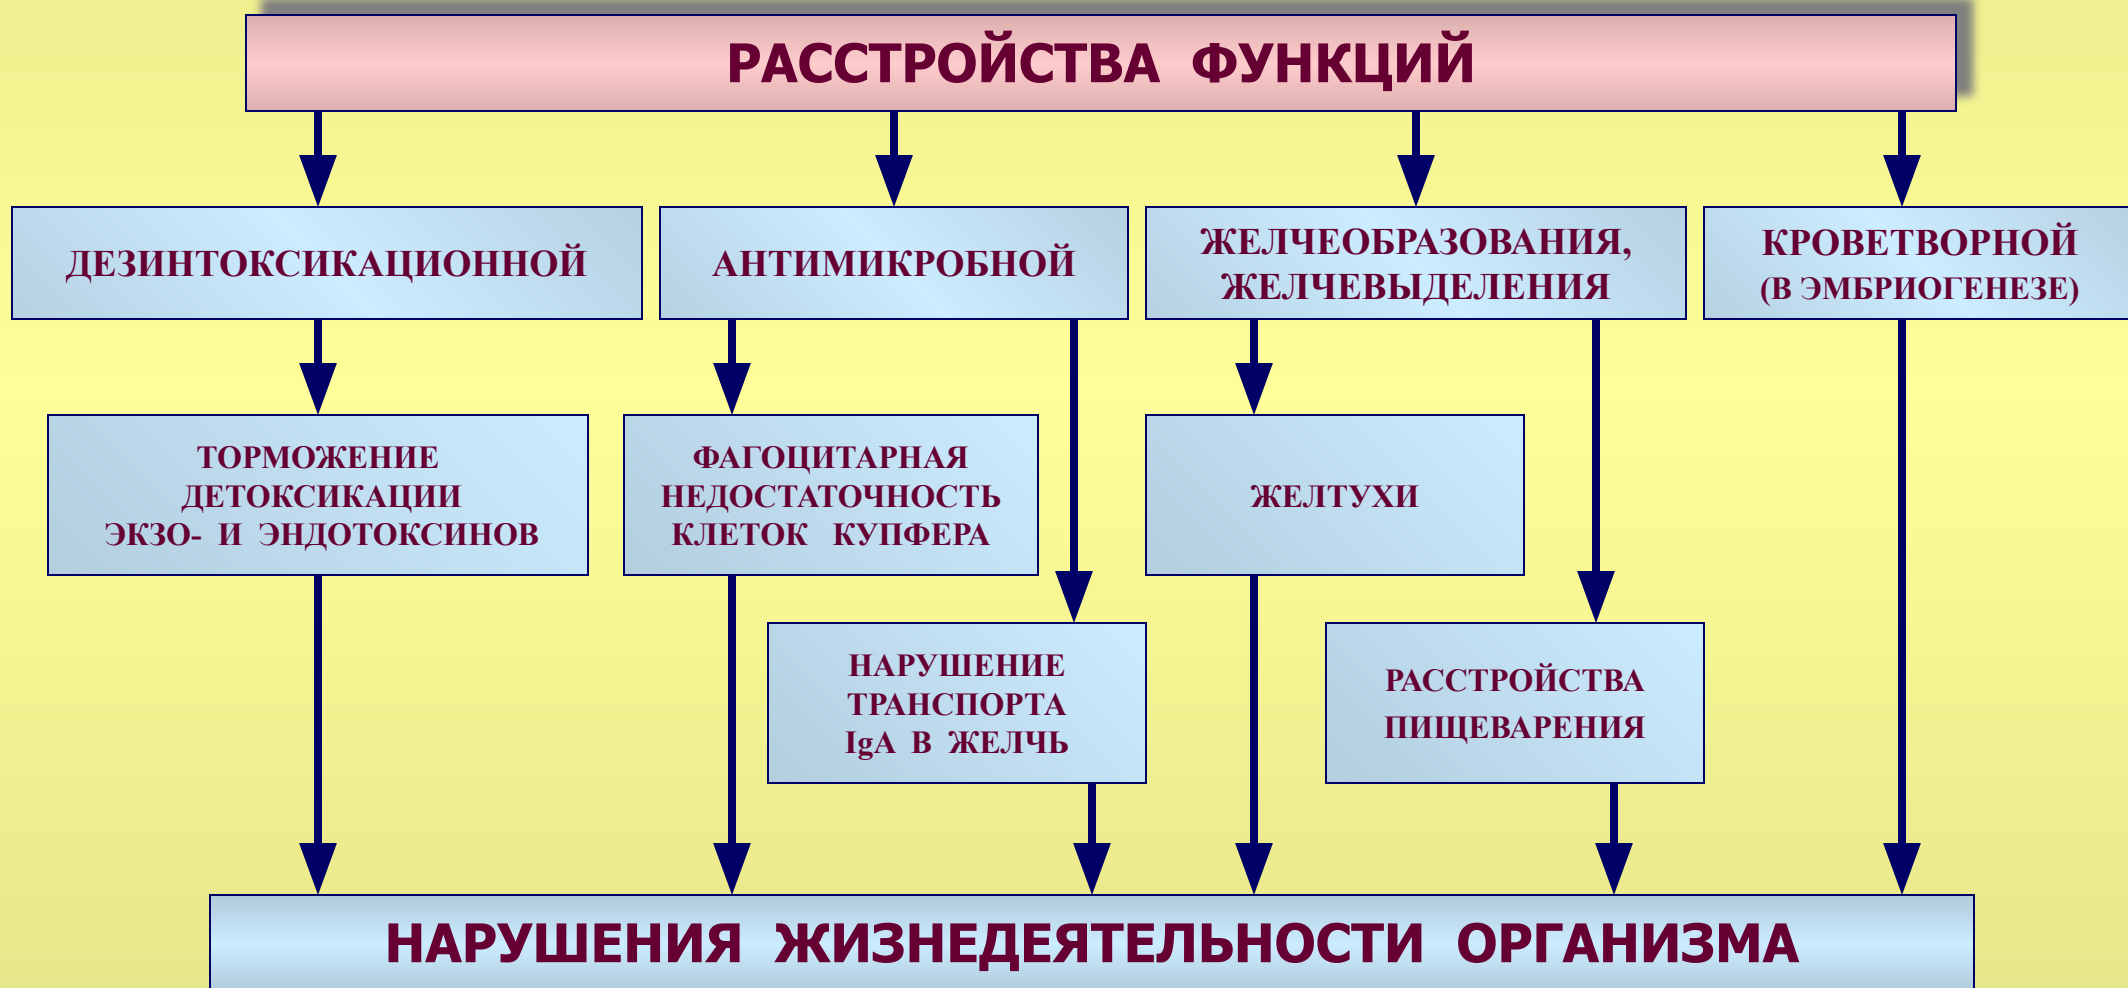 РАССТРОЙСТВА ФУНКЦИЙ
ДЕЗИНТОКСИКАЦИОННОЙ
АНТИМИКРОБНОЙ
ЖЕЛЧЕОБРАЗОВАНИЯ,
ЖЕЛЧЕВЫДЕЛЕНИЯ
КРОВЕТВОРНОЙ
(В ЭМБРИОГЕНЕЗЕ)
ТОРМОЖЕНИЕ
ДЕТОКСИКАЦИИ
ЭКЗО- И ЭНДОТОКСИНОВ
ФАГОЦИТАРНАЯ
НЕДОСТАТОЧНОСТЬ
КЛЕТОК КУПФЕРА
ЖЕЛТУХИ
НАРУШЕНИЕ
ТРАНСПОРТА
IgA В ЖЕЛЧЬ
РАССТРОЙСТВА
ПИЩЕВАРЕНИЯ
НАРУШЕНИЯ ЖИЗНЕДЕЯТЕЛЬНОСТИ ОРГАНИЗМА